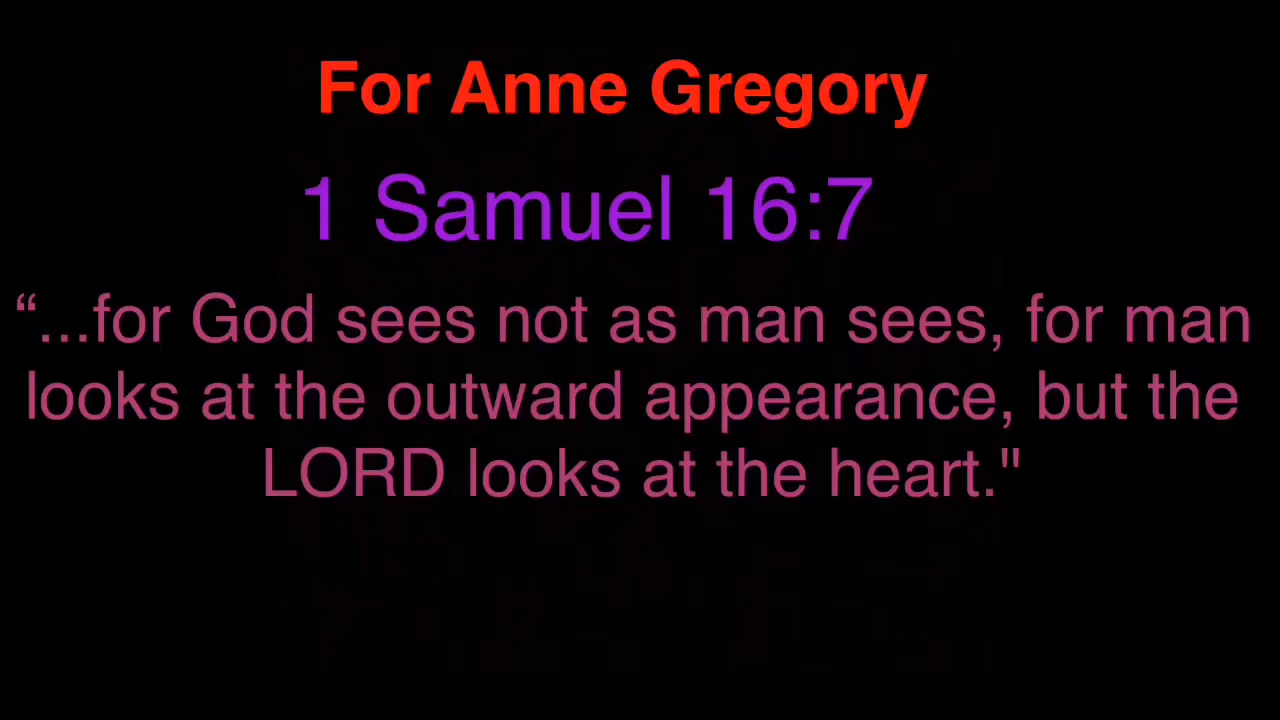 For Anne Gregory
1 Samuel 16:7
“...for God sees not as man sees, for man
looks at the outward appearance, but the
LORD looks at the heart."